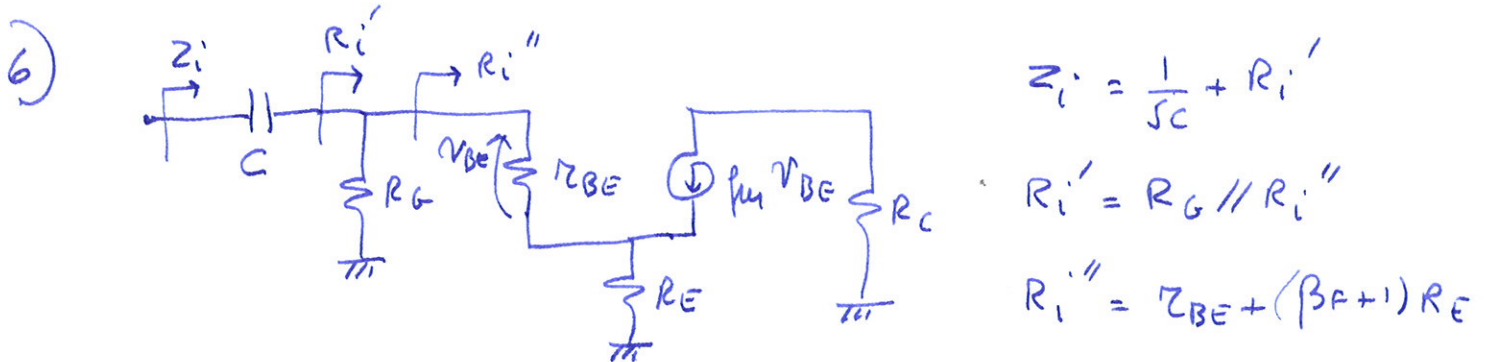 6)
Zi
Ri'
Ri''
C
RG
vBE
rBE
gm vBE
RC
RE
Zi = 1/sC + Ri'
Ri' = RG // Ri''
Ri'' = rBE + (βF+1) RE